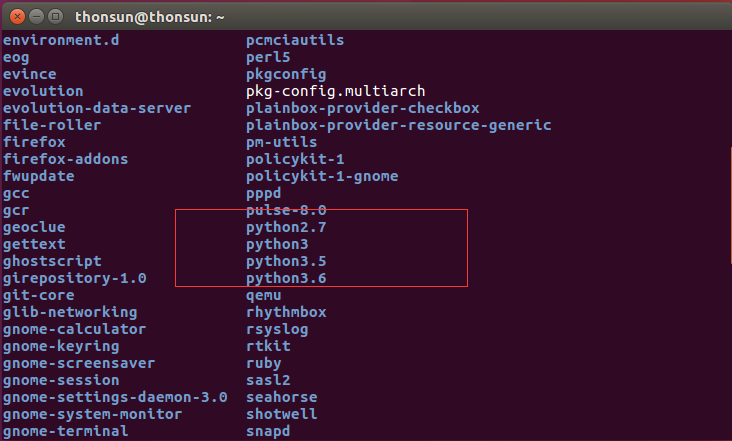 thonsun@thonsun: ~
environment.d pcmciautils
eog perl5
evince pkgconfig
evolution pkg-config.multiarch
evolution-data-server plainbox-provider-checkbox
file-roller plainbox-provider-resource-generic
firefox pm-utils
firefox-addons policykit-1
fwupdate policykit-1-gnome
gcc pppd
gcr pulse-8.0
geoclue python2.7
gettext python3
ghostscript python3.5
girepository-1.0 python3.6
git-core qemu
glib-networking rhythmbox
gnome-calculator rsyslog
gnome-keyring rtkit
gnome-screensaver ruby
gnome-session sasl2
gnome-settings-daemon-3.0 seahorse
gnome-system-monitor shotwell
gnome-terminal snapd